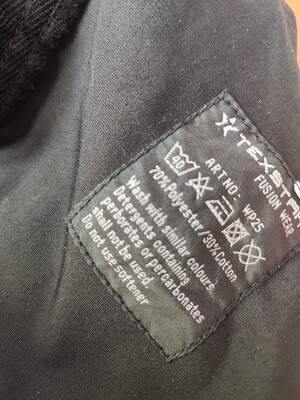 TEXSTAR
FUSION WEAR
ART NO. WP25
40
70%Polyester/30%Cotton
Wash with similar colours.
Detergents containing
perborates or percarbonates
shall not be used.
Do not use softener